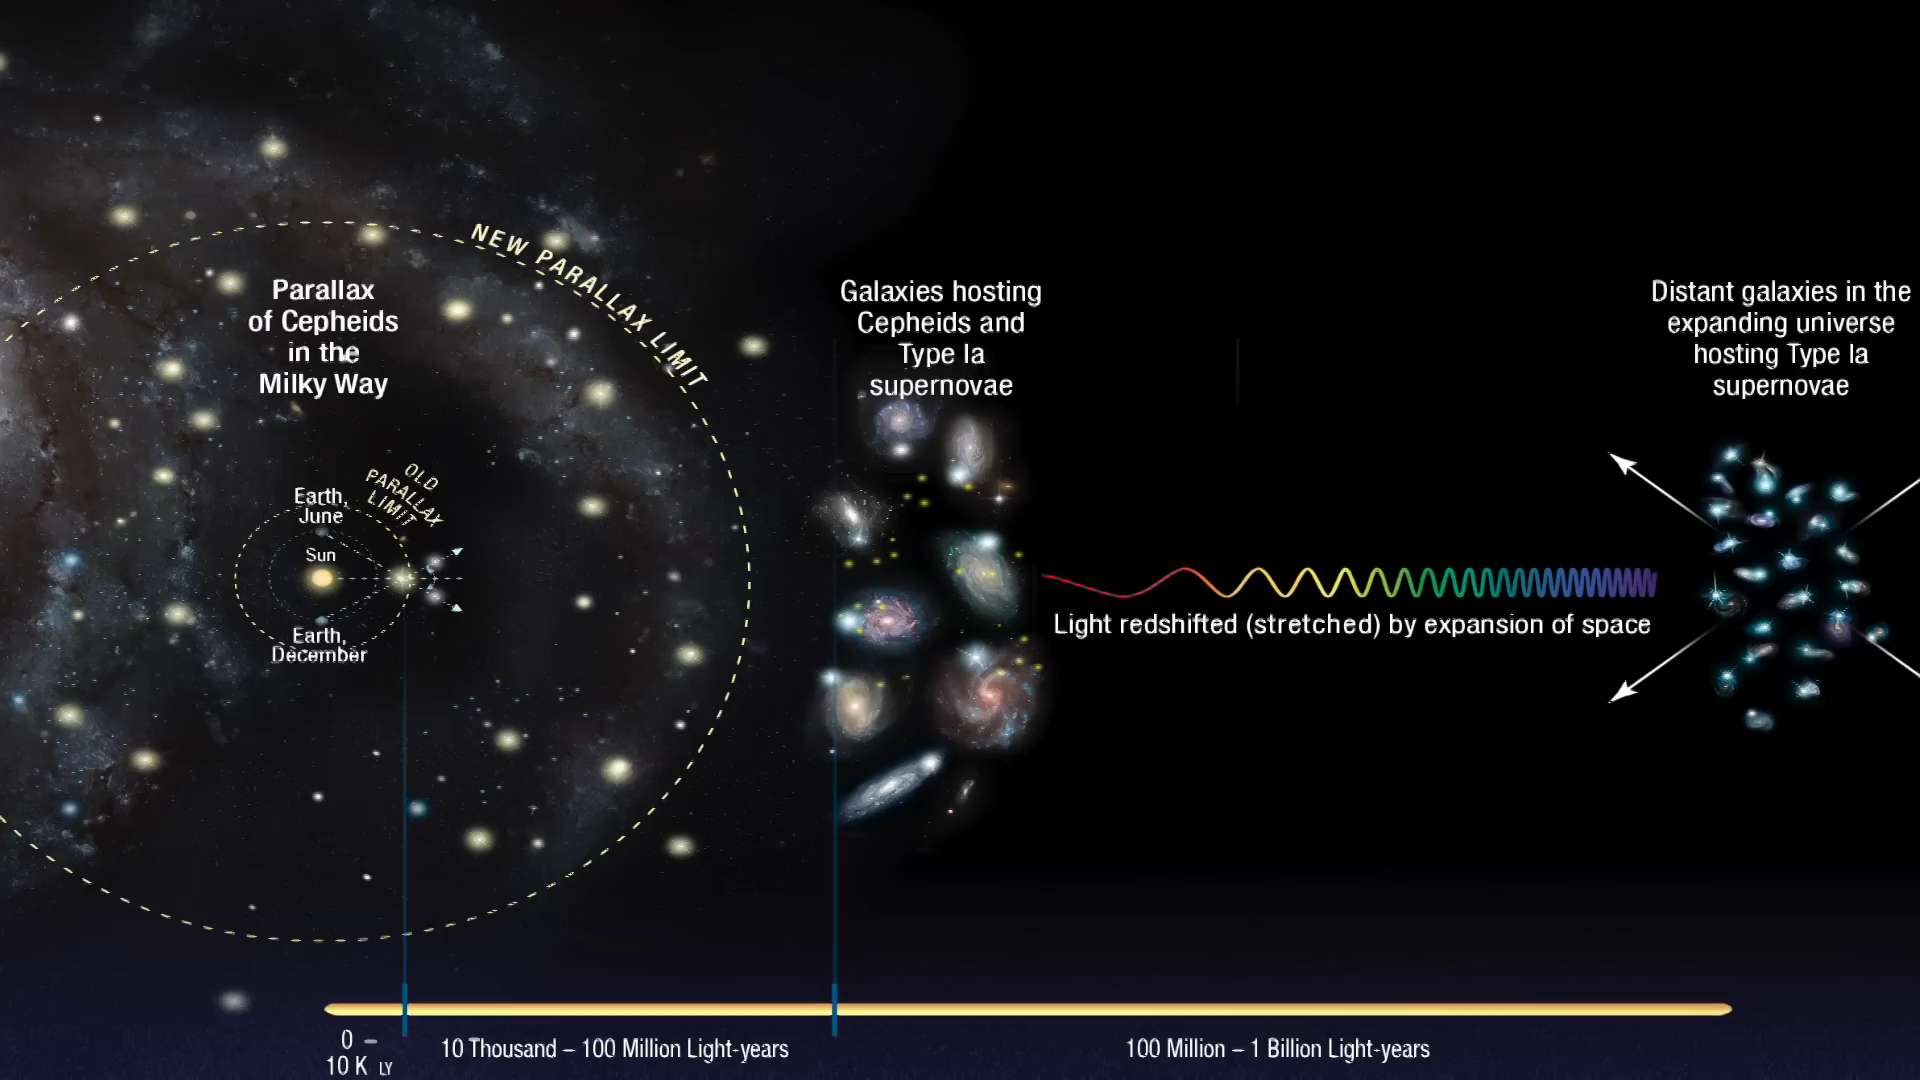 NEW PARALLAX LIMIT
Parallax
of Cepheids
in the
Milky Way
OLD
PARALLAX
LIMIT
Earth,
June
Sun
Earth,
December
Galaxies hosting
Cepheids and
Type Ia
supernovae
Light redshifted (stretched) by expansion of space
Distant galaxies in the
expanding universe
hosting Type Ia
supernovae
0 –
10 K LY
10 Thousand – 100 Million Light-years
100 Million – 1 Billion Light-years